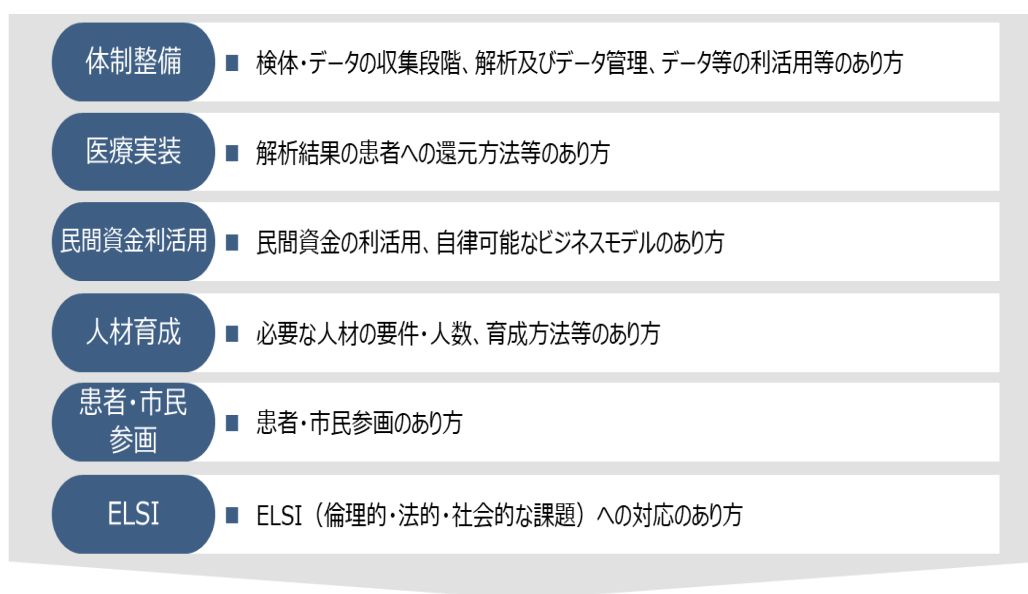 体制整備
■ 検体・データの収集段階、解析及びデータ管理、データ等の利活用等のあり方
医療実装
■ 解析結果の患者への還元方法等のあり方
民間資金利活用
■ 民間資金の利活用、自律可能なビジネスモデルのあり方
人材育成
■ 必要な人材の要件・人数、育成方法等のあり方
患者・市民
参画
■ 患者・市民参画のあり方
ELSI
■ ELSI（倫理的・法的・社会的な課題）への対応のあり方